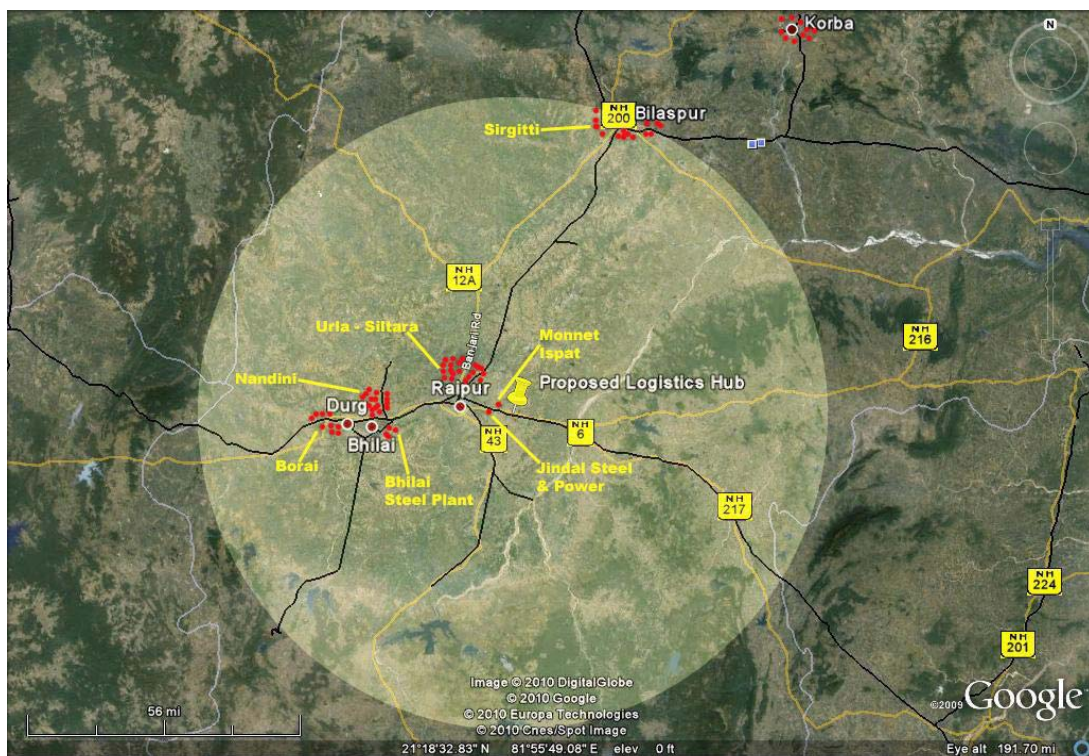 N
Korba
NH
200
Bilaspur
Sirgitti
NH
12A
Urla - Siltara
Banjari Rd
Monnet
Ispat
NH
216
Nandini
Raipur
Proposed Logistics Hub
Durg
Bhilai
NH
43
NH
6
Borai
Bhilai
Steel Plant
Jindal Steel
& Power
NH
217
NH
224
NH
201
Image © 2010 DigitalGlobe
© 2010 Google
© 2010 Europa Technologies
© 2010 Cnes/Spot Image
©2009 Google
56 mi
21°18'32.83" N 81°55'49.08" E elev 0 ft
Eye alt 191.70 mi